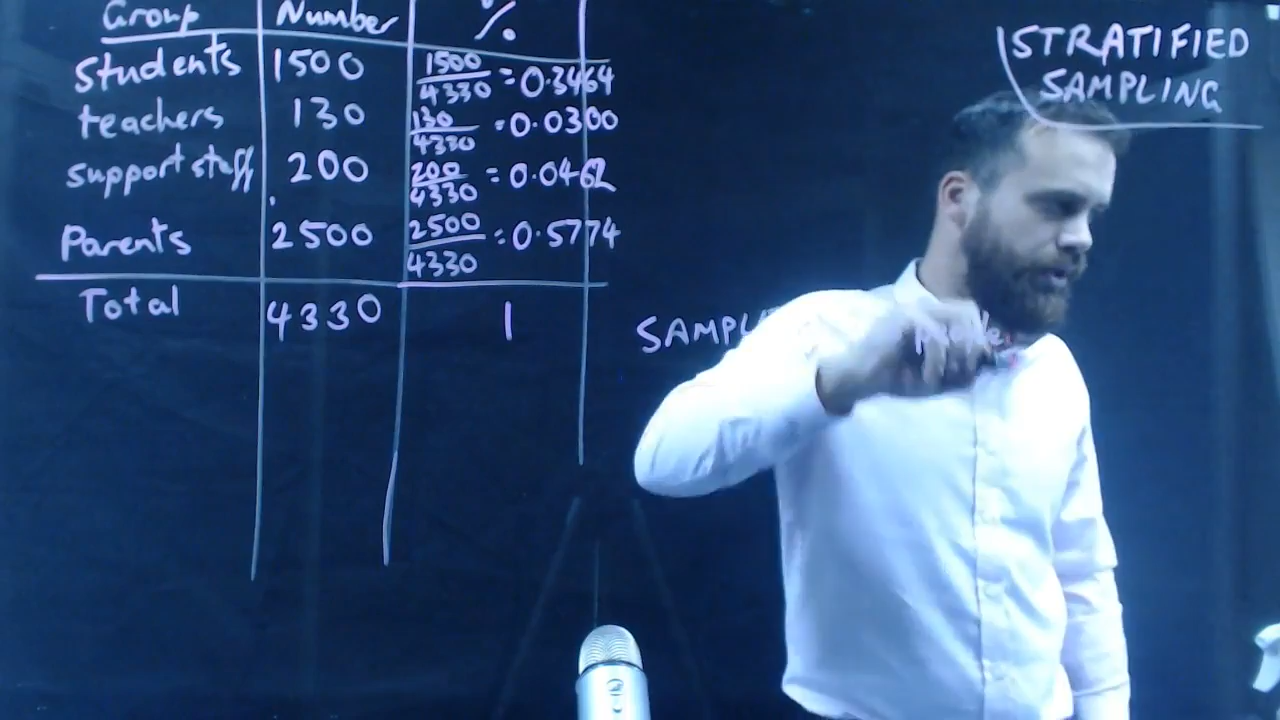 Group Number %
Students 1500 1500/4330 = 0.3464
teachers 130 130/4330 = 0.0300
support staff 200 200/4330 = 0.0462
Parents 2500 2500/4330 = 0.5774
Total 4330 1
STRATIFIED
SAMPLING